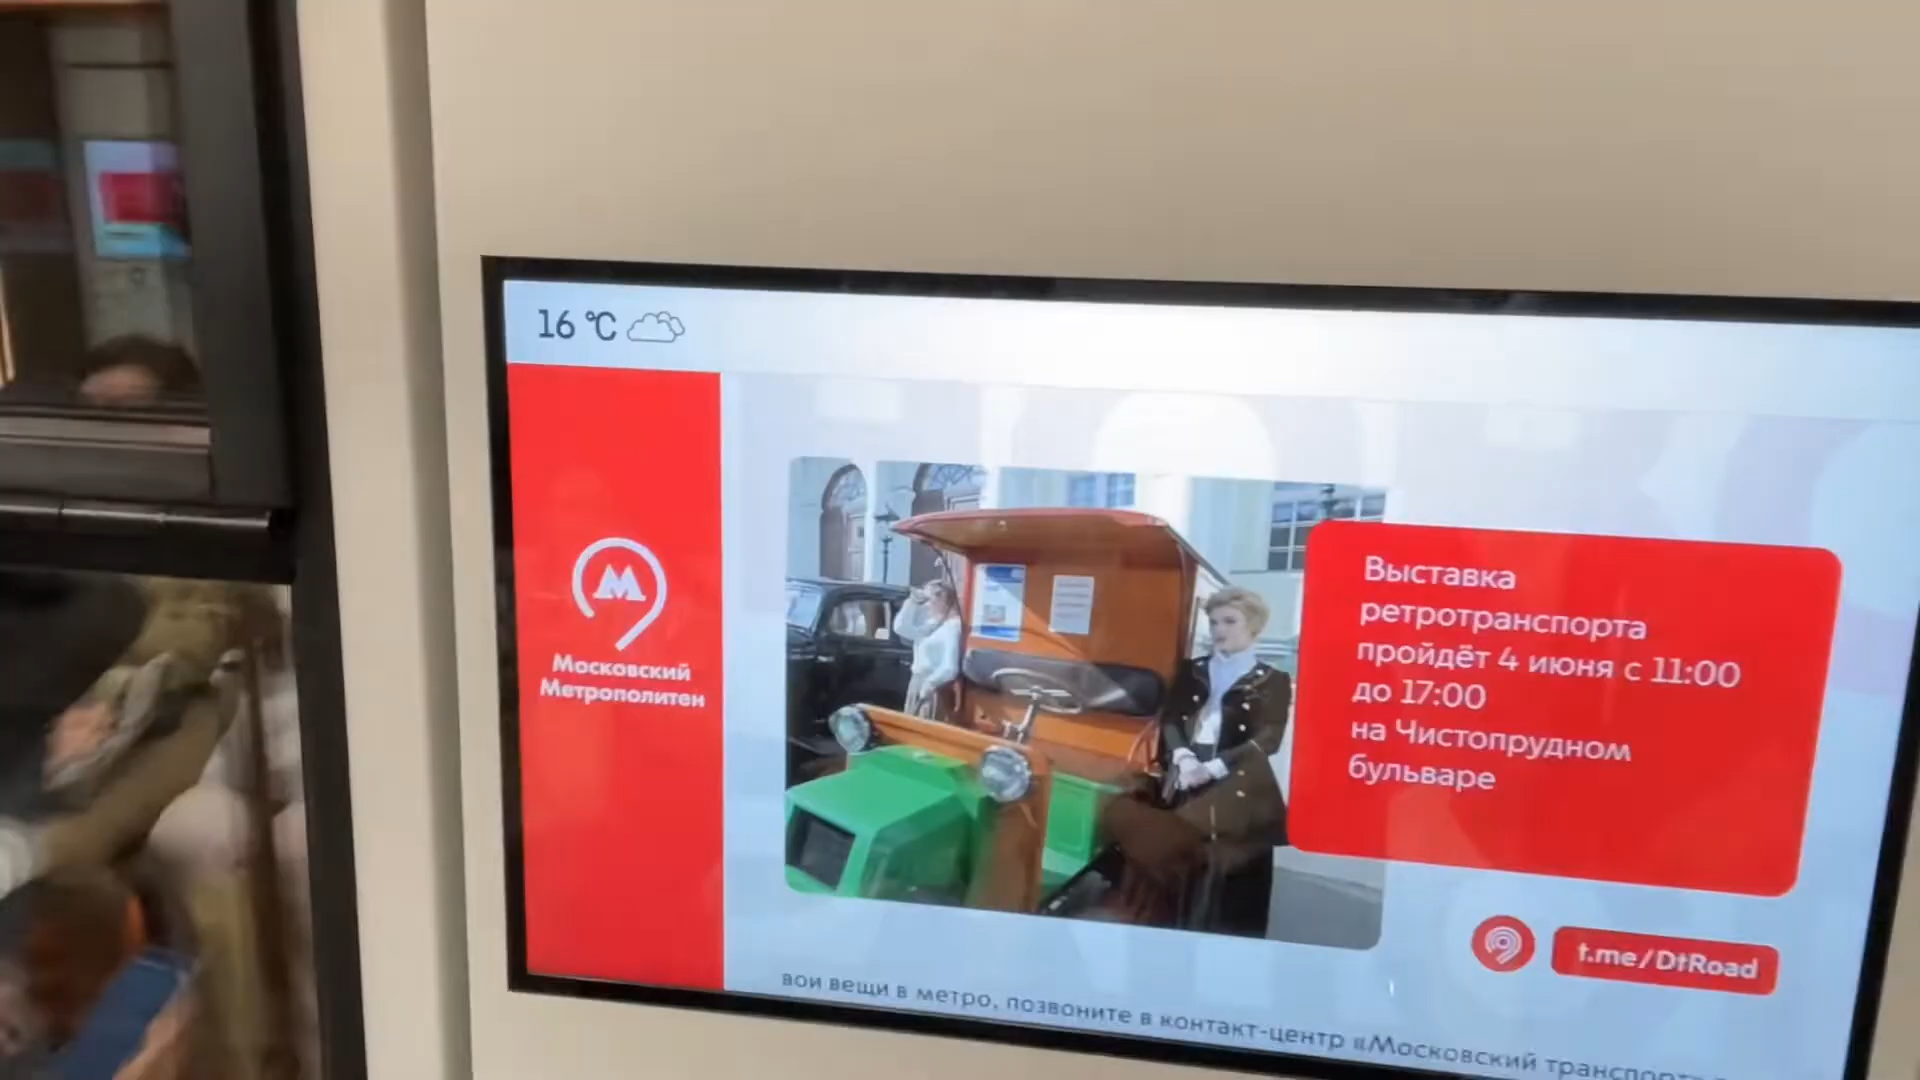 16 °C
Московский
Метрополитен
Выставка
ретротранспорта
пройдёт 4 июня с 11:00
до 17:00
на Чистопрудном
бульваре
t.me/DtRoad
вои вещи в метро, позвоните в контакт-центр «Московский транспорт